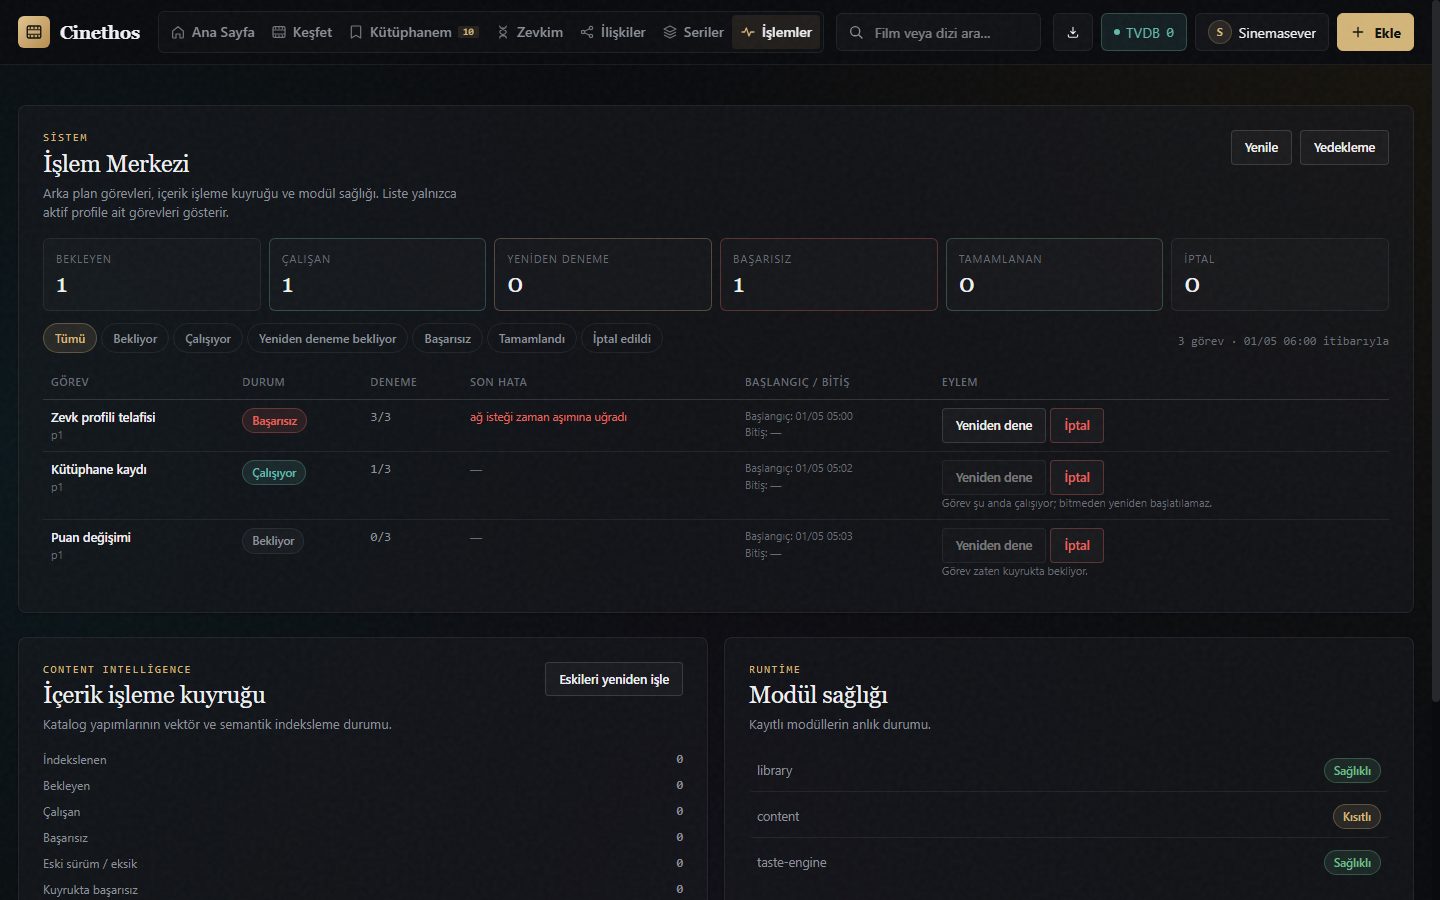 Cinethos
Ana Sayfa
Keşfet
Kütüphanem 10
Zevkim
İlişkiler
Seriler
İşlemler
Film veya dizi ara...
TVDB 0
S Sinemasever
+ Ekle
SİSTEM
İşlem Merkezi
Arka plan görevleri, içerik işleme kuyruğu ve modül sağlığı. Liste yalnızca
aktif profile ait görevleri gösterir.
Yenile
Yedekleme
BEKLEYEN
1
ÇALIŞAN
1
YENİDEN DENEME
0
BAŞARISIZ
1
TAMAMLANAN
0
İPTAL
0
Tümü
Bekliyor
Çalışıyor
Yeniden deneme bekliyor
Başarısız
Tamamlandı
İptal edildi
3 görev · 01/05 06:00 itibarıyla
GÖREV DURUM DENEME SON HATA BAŞLANGIÇ / BİTİŞ EYLEM
Zevk profili telafisi
p1
Başarısız
3/3
ağ isteği zaman aşımına uğradı
Başlangıç: 01/05 05:00
Bitiş: —
Yeniden dene
İptal
Kütüphane kaydı
p1
Çalışıyor
1/3
—
Başlangıç: 01/05 05:02
Bitiş: —
Yeniden dene
İptal
Görev şu anda çalışıyor; bitmeden yeniden başlatılamaz.
Puan değişimi
p1
Bekliyor
0/3
—
Başlangıç: 01/05 05:03
Bitiş: —
Yeniden dene
İptal
Görev zaten kuyrukta bekliyor.
CONTENT INTELLİGENCE
İçerik işleme kuyruğu
Katalog yapımlarının vektör ve semantik indeksleme durumu.
Eskileri yeniden işle
İndekslenen 0
Bekleyen 0
Çalışan 0
Başarısız 0
Eski sürüm / eksik 0
Kuyrukta başarısız 0
RUNTİME
Modül sağlığı
Kayıtlı modüllerin anlık durumu.
library Sağlıklı
content Kısıtlı
taste-engine Sağlıklı